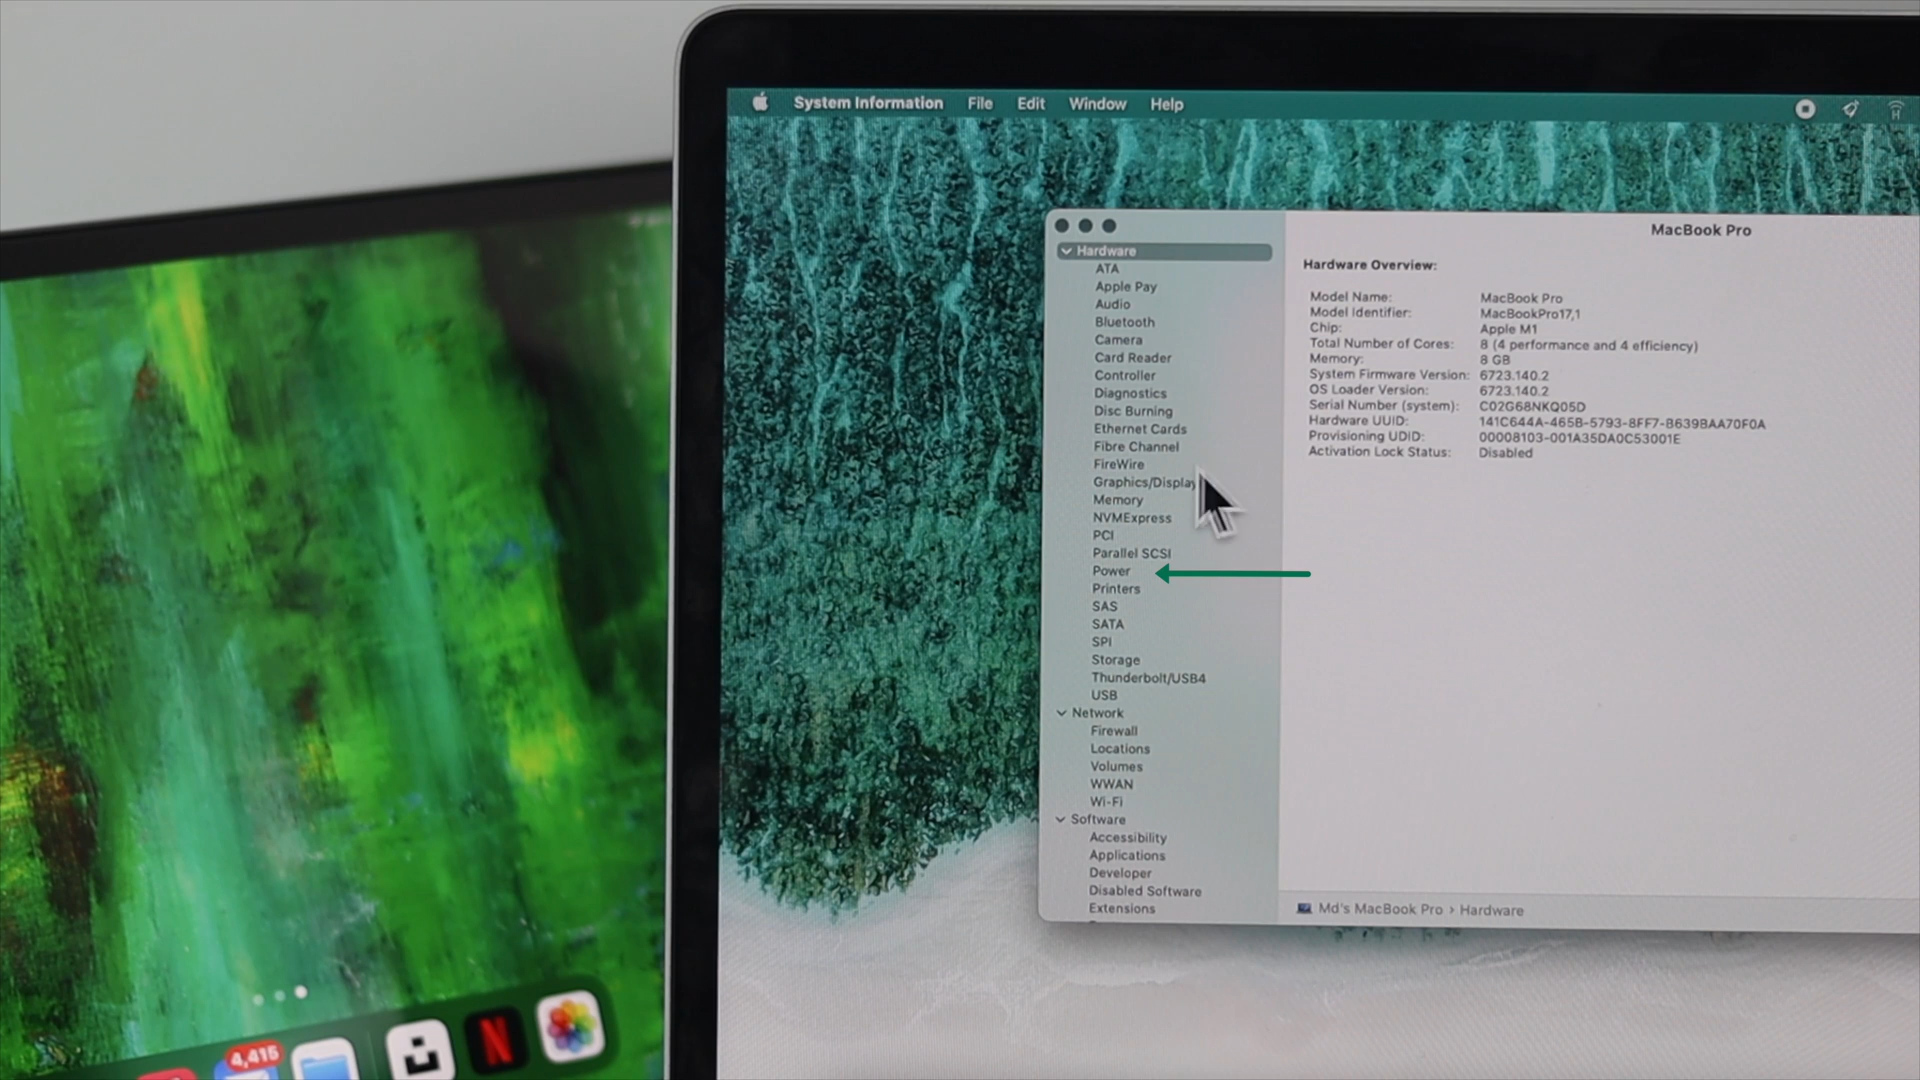 System Information File Edit Window Help
MacBook Pro
Hardware
ATA
Apple Pay
Audio
Bluetooth
Camera
Card Reader
Controller
Diagnostics
Disc Burning
Ethernet Cards
Fibre Channel
FireWire
Graphics/Display
Memory
NVMExpress
PCI
Parallel SCSI
Power
Printers
SAS
SATA
SPI
Storage
Thunderbolt/USB4
USB
Network
Firewall
Locations
Volumes
WWAN
Wi-Fi
Software
Accessibility
Applications
Developer
Disabled Software
Extensions
Hardware Overview:
Model Name: MacBook Pro
Model Identifier: MacBookPro17,1
Chip: Apple M1
Total Number of Cores: 8 (4 performance and 4 efficiency)
Memory: 8 GB
System Firmware Version: 6723.140.2
OS Loader Version: 6723.140.2
Serial Number (system): C02G68NKQ05D
Hardware UUID: 141C644A-465B-5793-8FF7-B639BAA70F0A
Provisioning UDID: 00008103-001A35DA0C53001E
Activation Lock Status: Disabled
Md's MacBook Pro › Hardware
4,415
N